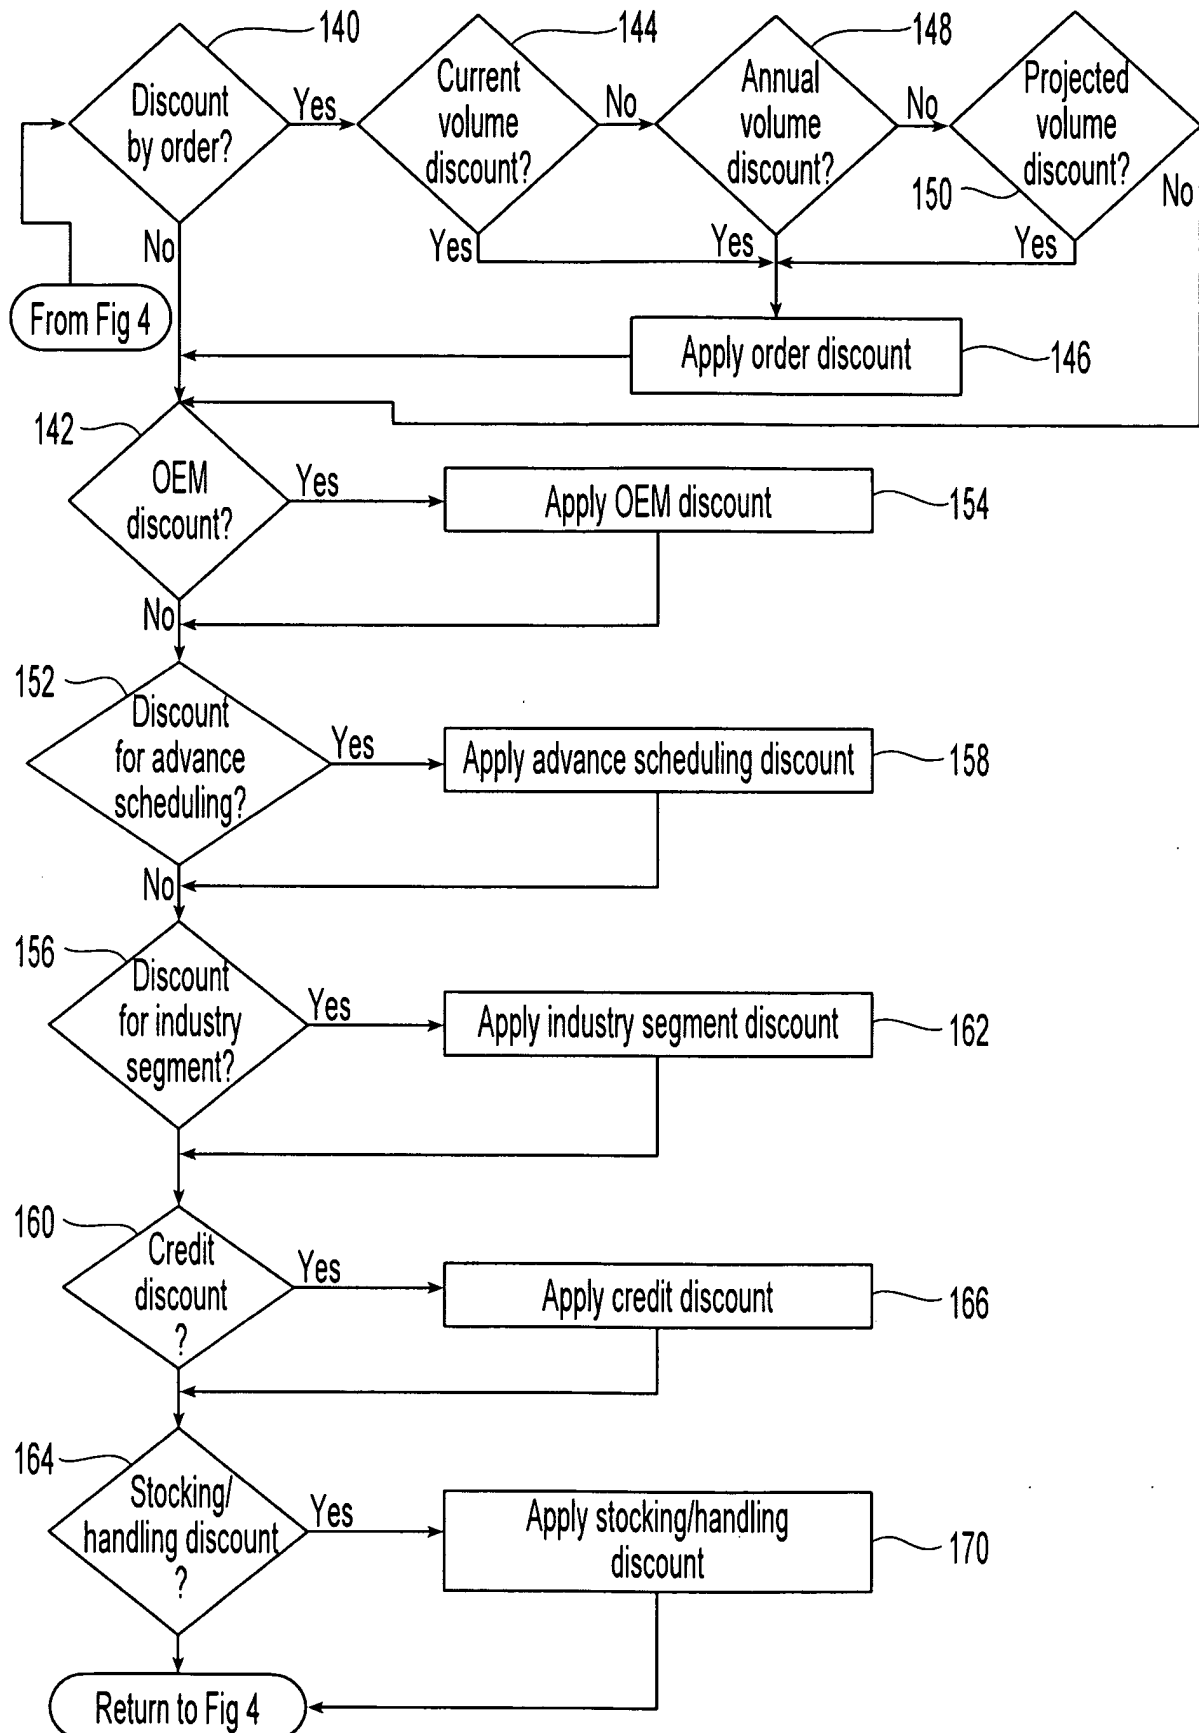 140
144
148
Discount
by order?
Yes
Current
volume
discount?
No
Annual
volume
discount?
No
Projected
volume
discount?
150
No
No
Yes
Yes
Yes
From Fig 4
Apply order discount
146
142
OEM
discount?
Yes
Apply OEM discount
154
No
152
Discount
for advance
scheduling?
Yes
Apply advance scheduling discount
158
No
156
Discount
for industry
segment?
Yes
Apply industry segment discount
162
160
Credit
discount
?
Yes
Apply credit discount
166
164
Stocking/
handling discount
?
Yes
Apply stocking/handling
discount
170
Return to Fig 4